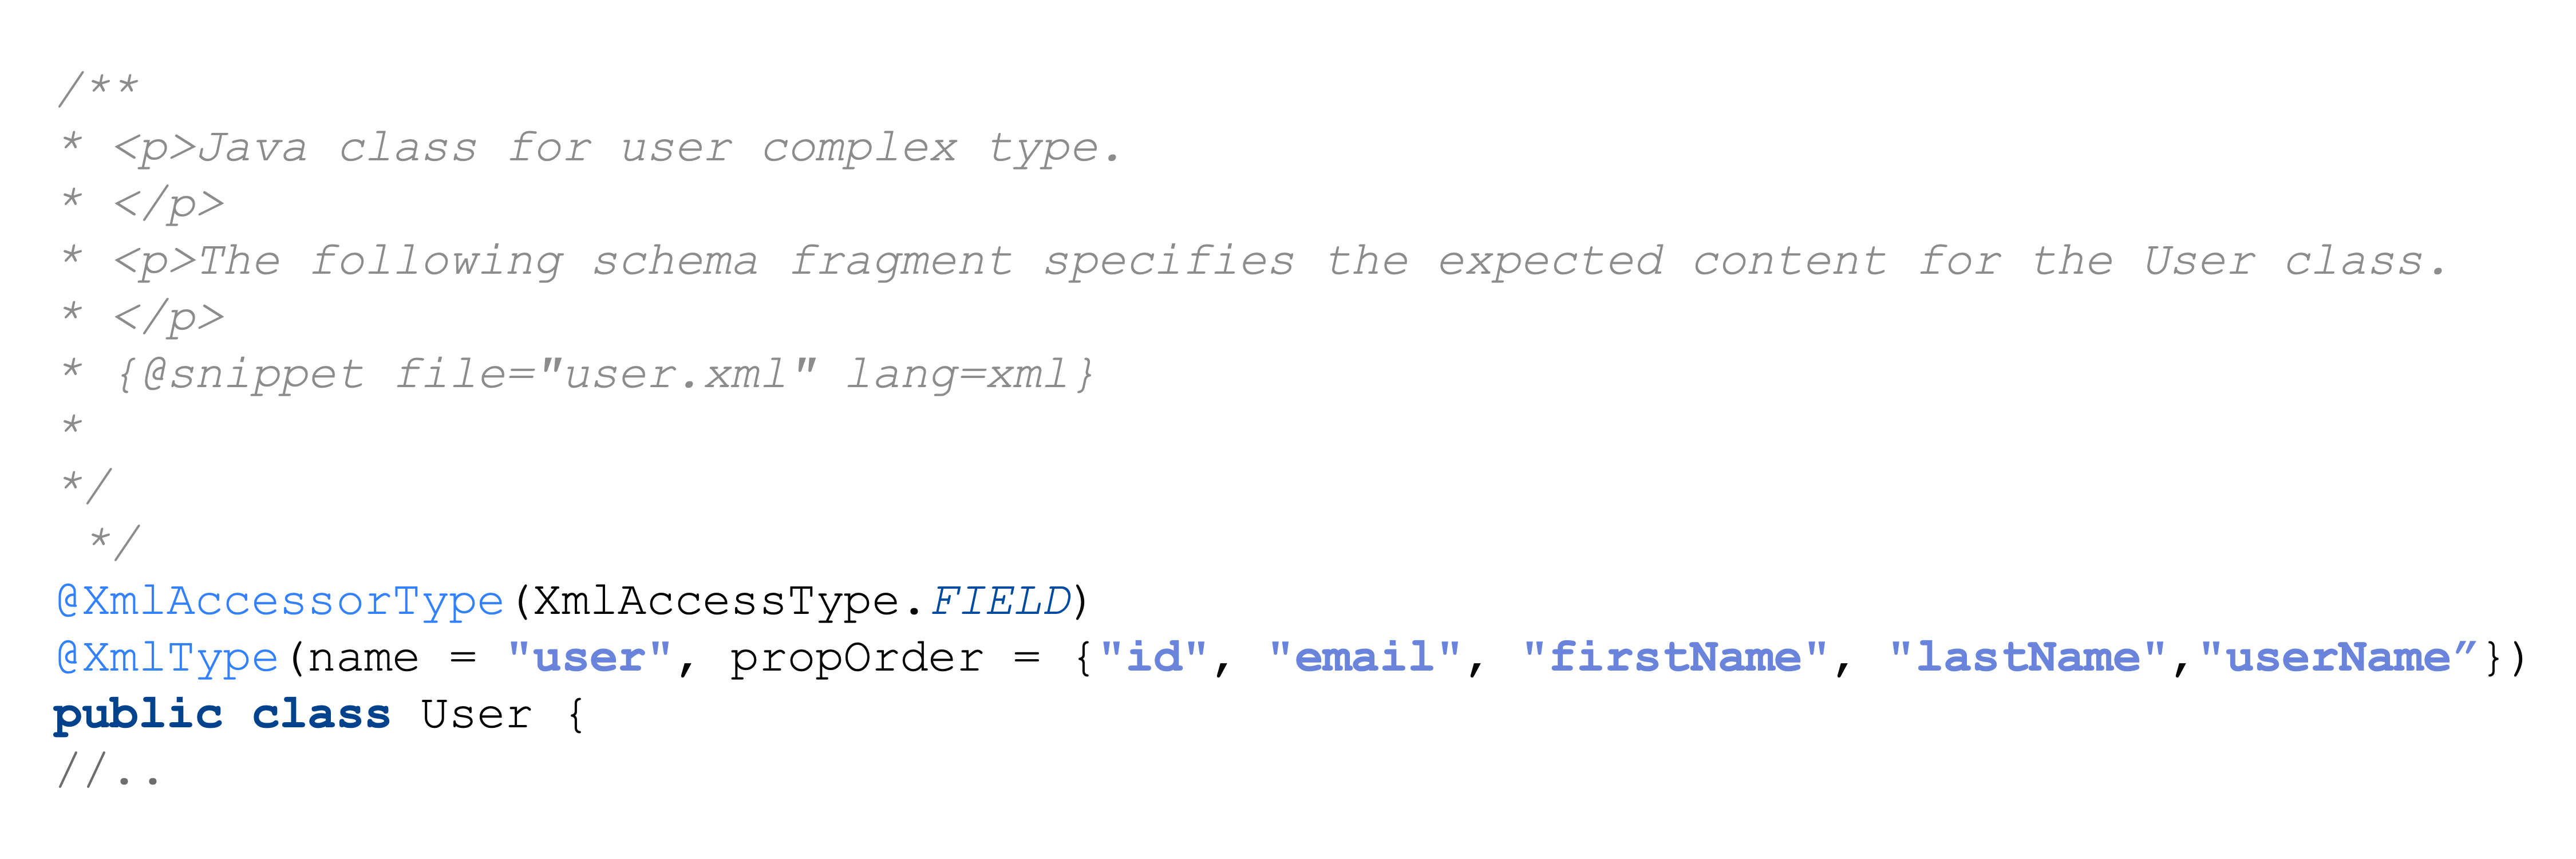 /**
* <p>Java class for user complex type.
* </p>
* <p>The following schema fragment specifies the expected content for the User class.
* </p>
* {@snippet file="user.xml" lang=xml}
*
*/
*/
@XmlAccessorType(XmlAccessType.FIELD)
@XmlType(name = "user", propOrder = {"id", "email", "firstName", "lastName","userName”})
public class User {
//..